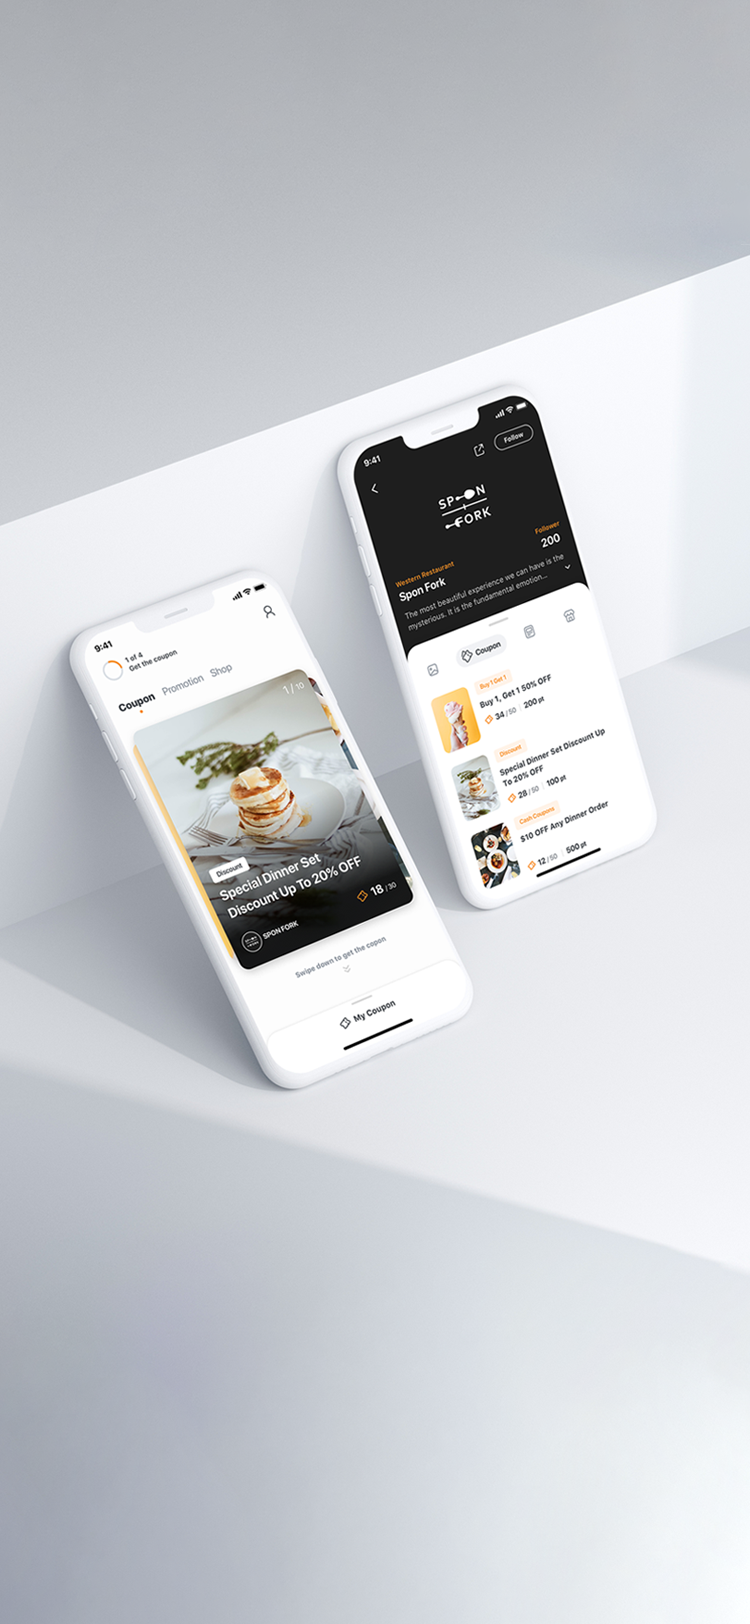 9:41
1 of 4
Get the coupon
Coupon
Promotion
Shop
1 / 10
Discount
Special Dinner Set
Discount Up To 20% OFF
18 / 30
SPON FORK
Swipe down to get the copon
My Coupon
9:41
Follow
SPON
FORK
Western Restaurant
Spon Fork
Follower
200
The most beautiful experience we can have is the
mysterious. It is the fundamental emotion...
Coupon
Buy 1 Get 1
Buy 1, Get 1 50% OFF
34 / 50
200 pt
Discount
Special Dinner Set Discount Up
To 20% OFF
28 / 50
100 pt
Cash Coupons
$10 OFF Any Dinner Order
12 / 50
500 pt